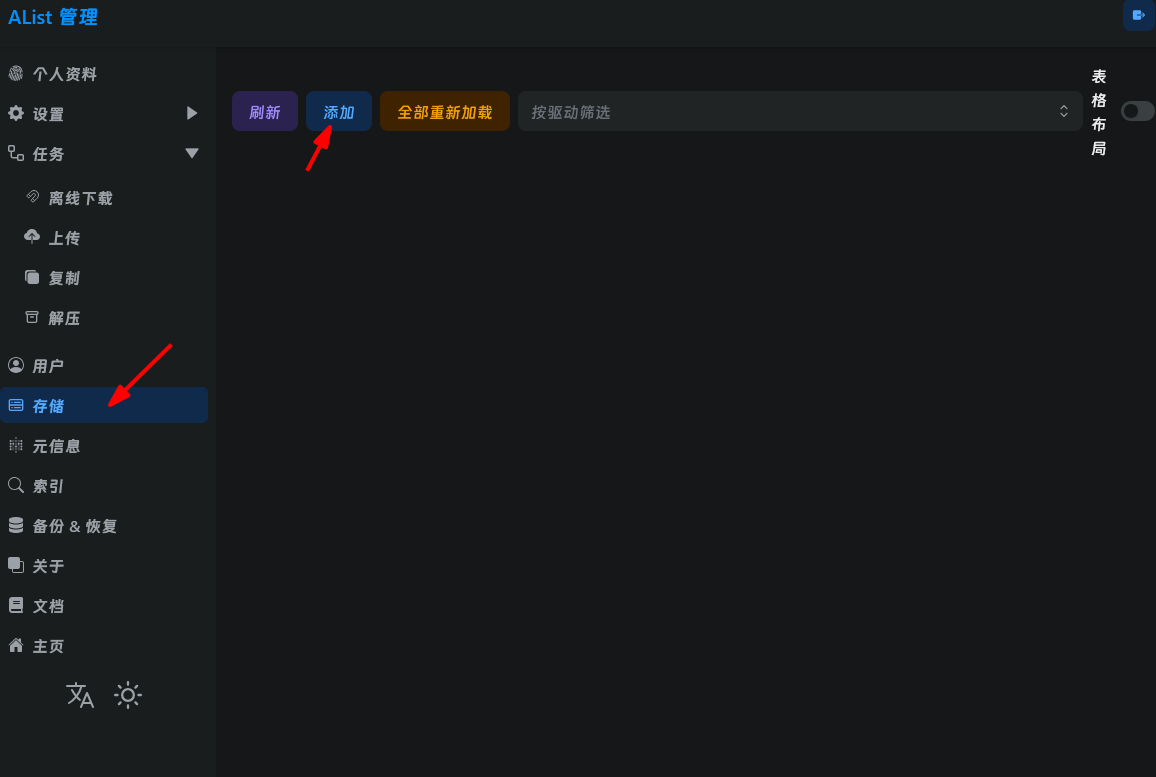 AList 管理
个人资料
设置
任务
离线下载
上传
复制
解压
用户
存储
元信息
索引
备份 & 恢复
关于
文档
主页
刷新
添加
全部重新加载
按驱动筛选
表格布局